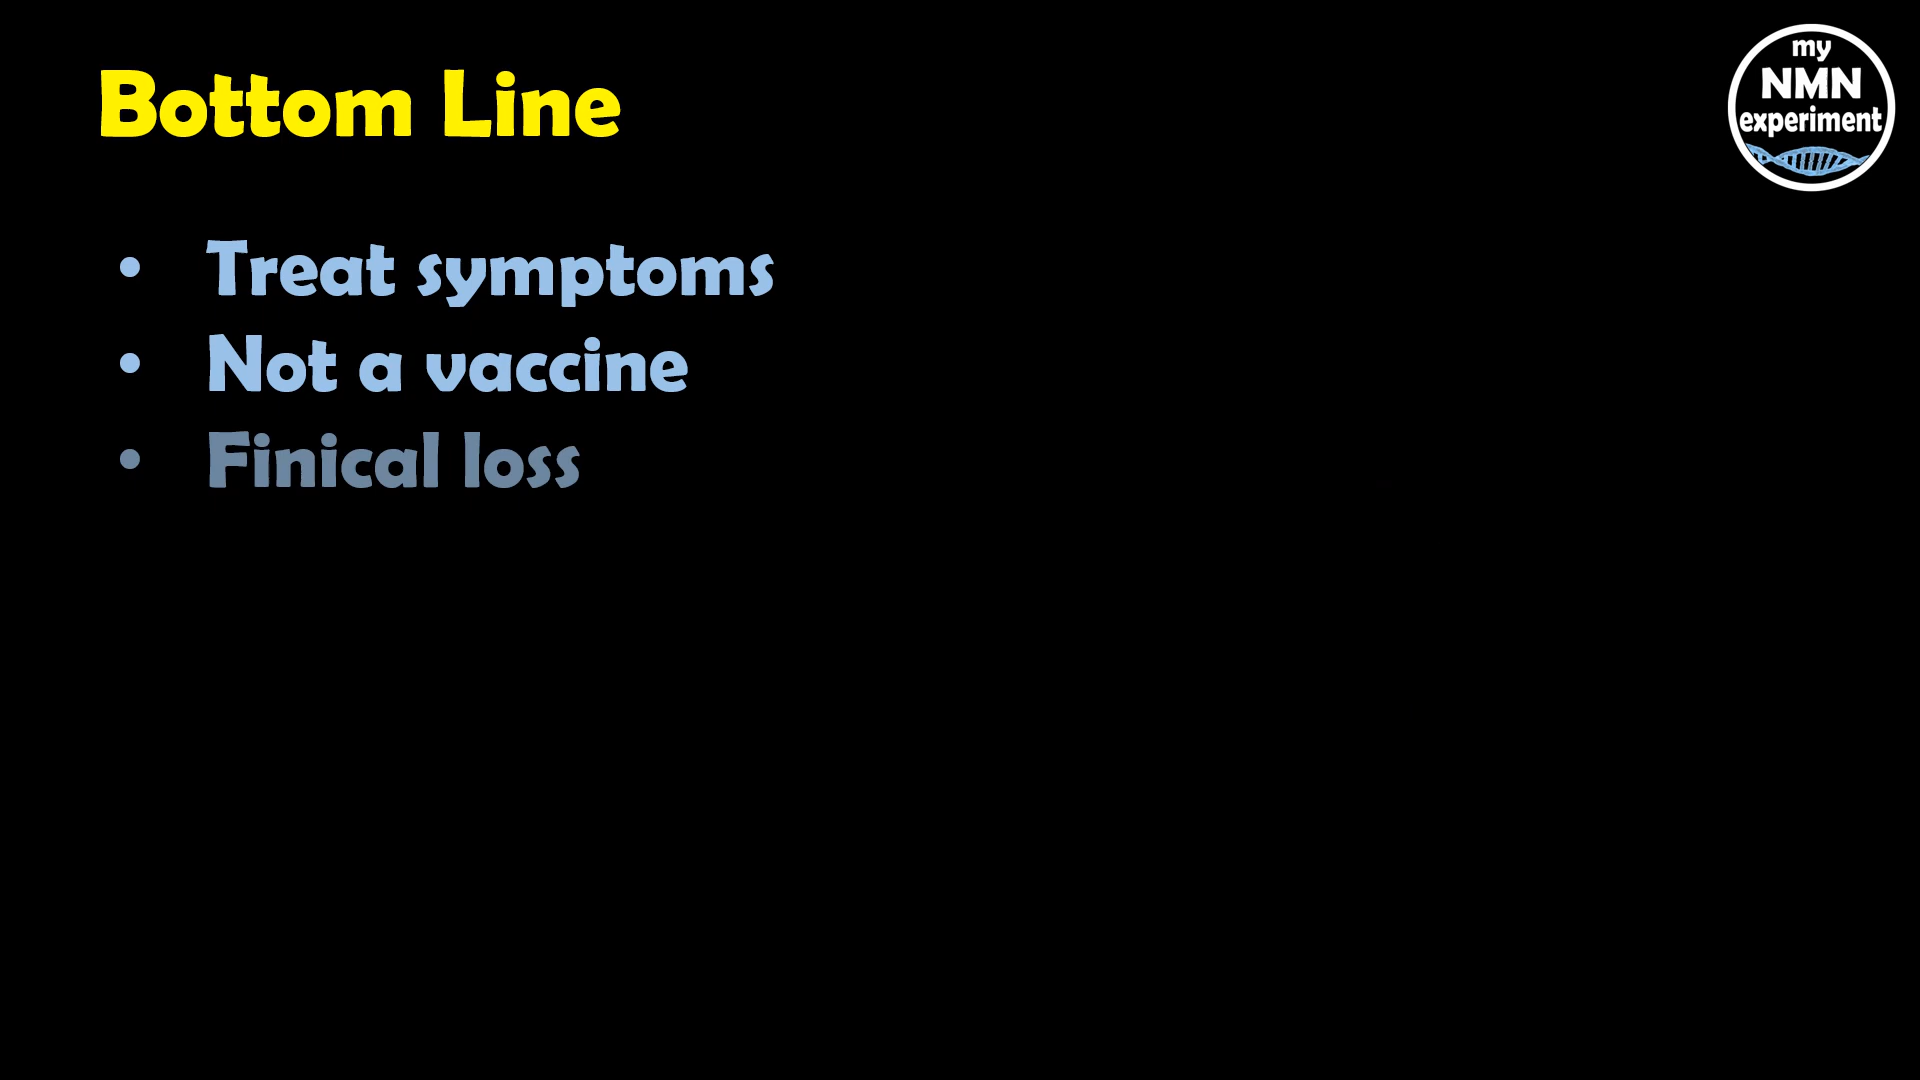 Bottom Line
my
NMN
experiment
• Treat symptoms
• Not a vaccine
• Finical loss